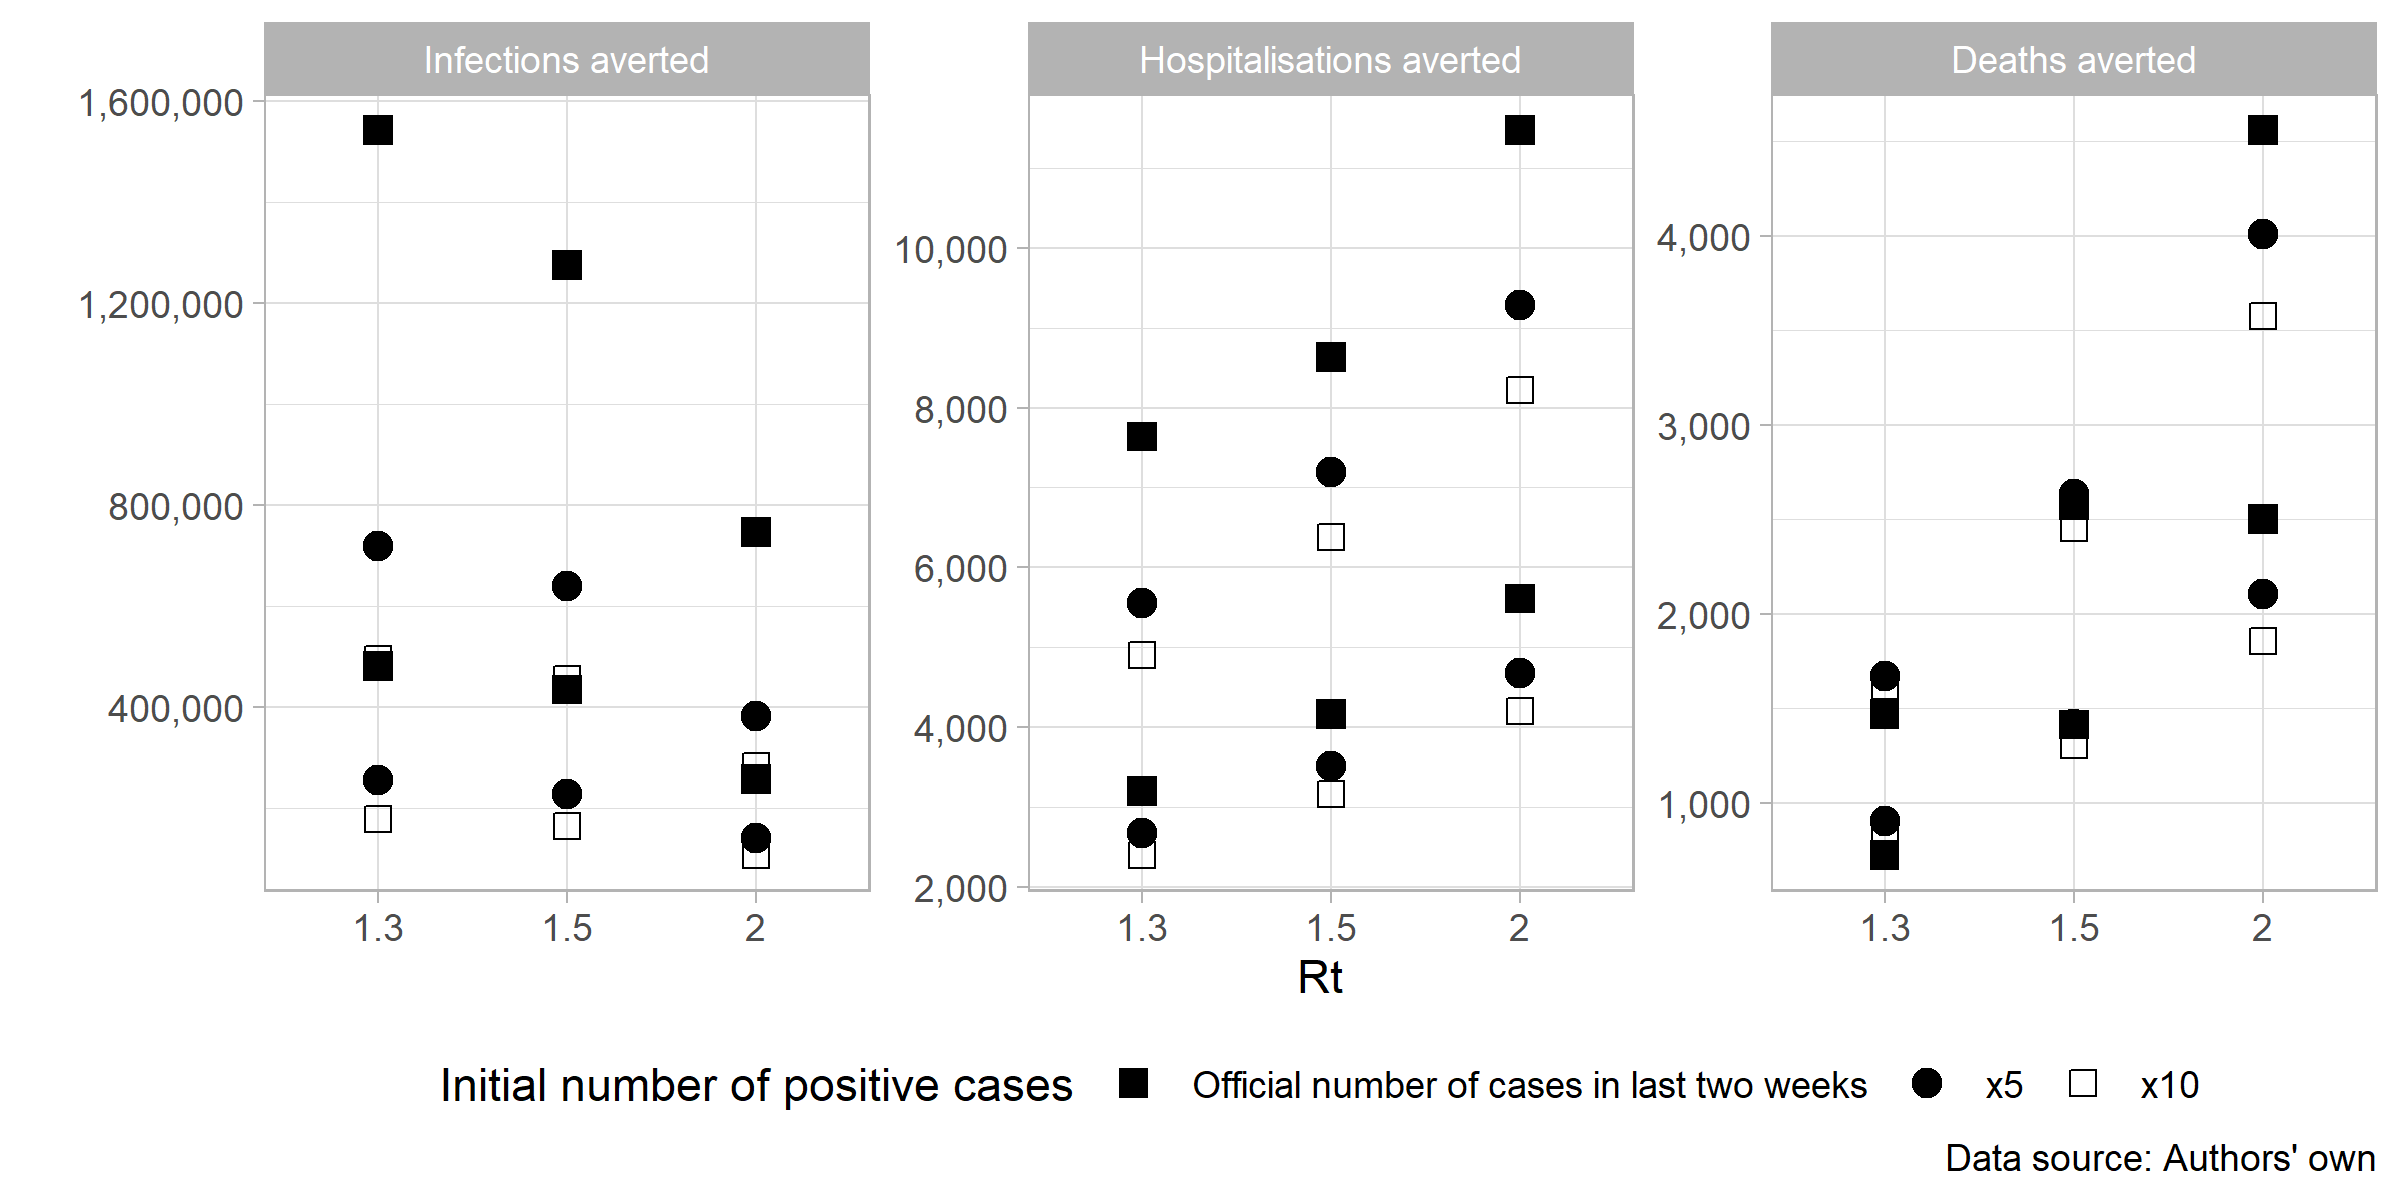 Infections averted
Hospitalisations averted
Deaths averted
1,600,000
1,200,000
800,000
400,000
10,000
8,000
6,000
4,000
2,000
4,000
3,000
2,000
1,000
1.3 1.5 2
1.3 1.5 2
1.3 1.5 2
Rt
Initial number of positive cases Official number of cases in last two weeks x5 x10
Data source: Authors' own